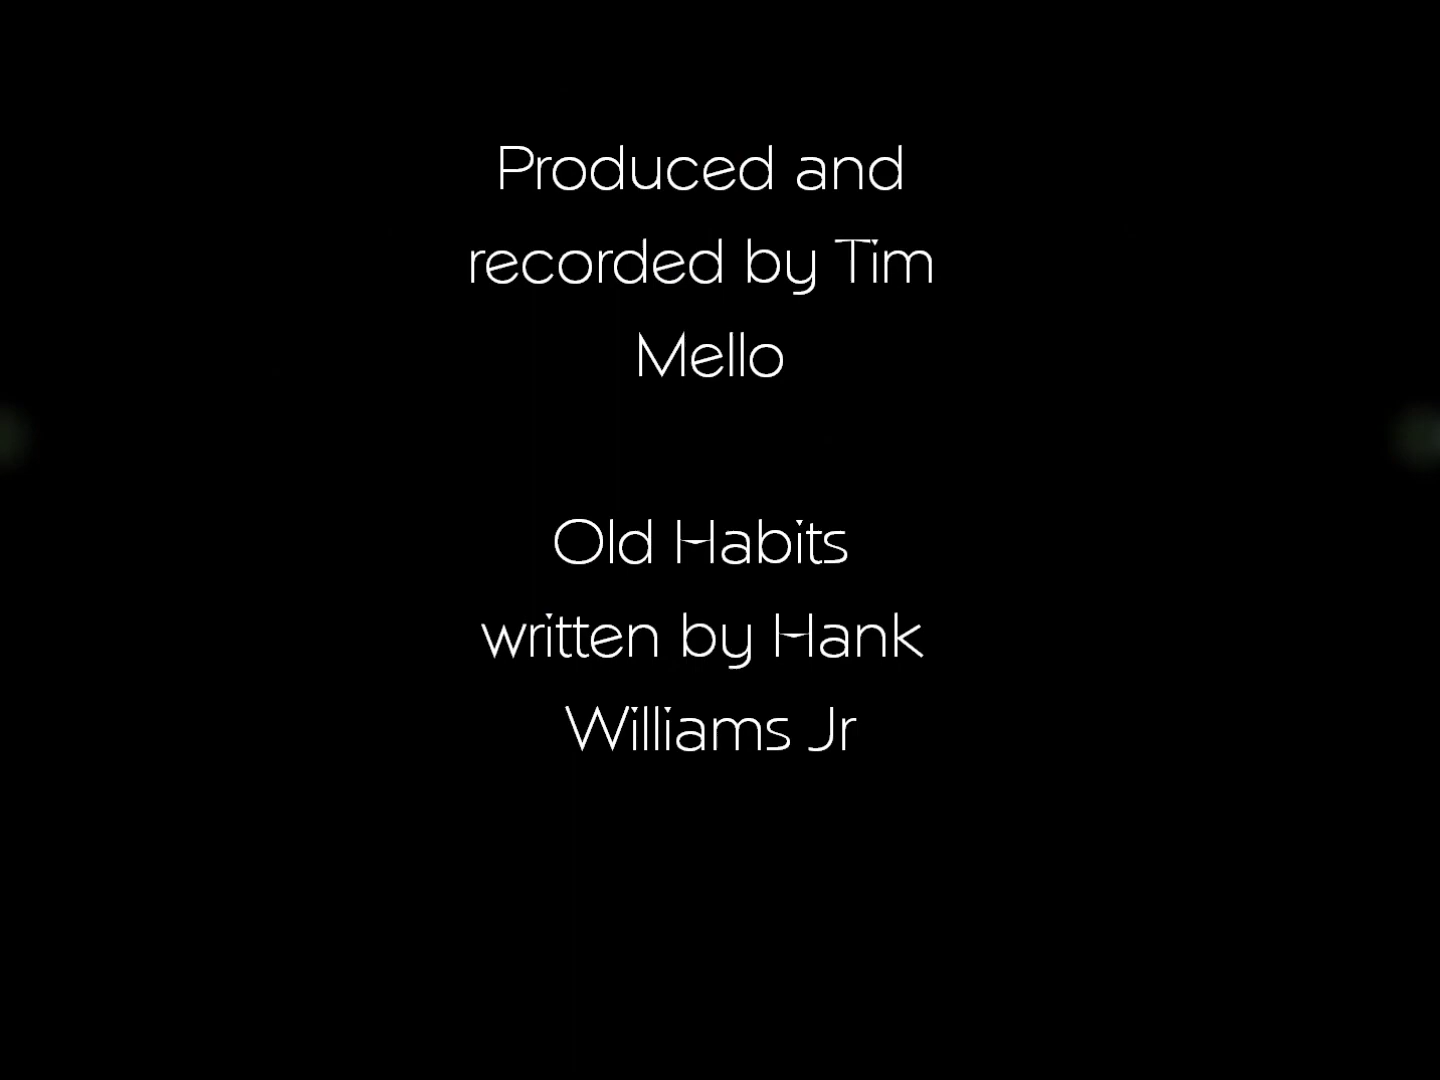 Produced and
recorded by Tim
Mello
Old Habits
written by Hank
Williams Jr